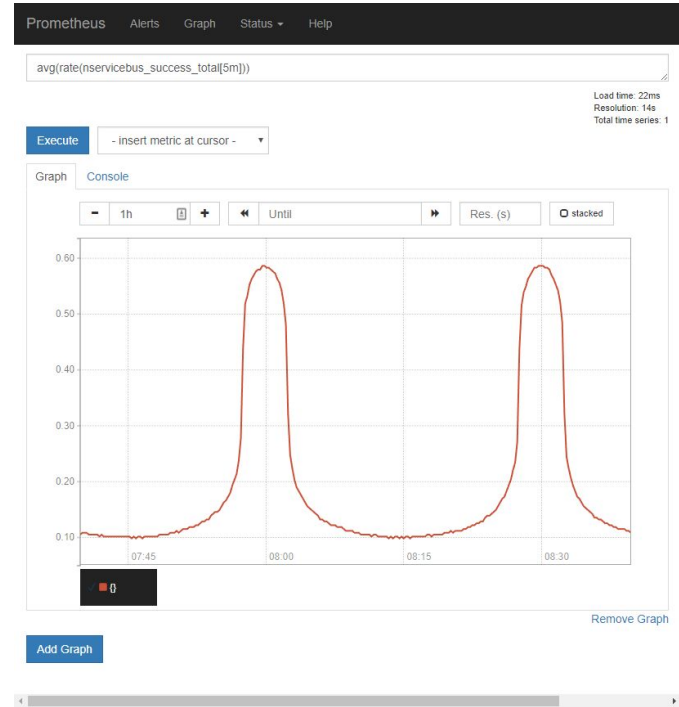 Prometheus Alerts Graph Status Help
avg(rate(nservicebus_success_total[5m]))
Load time: 22ms
Resolution: 14s
Total time series: 1
Execute - insert metric at cursor -
Graph Console
- 1h + Until Res. (s) stacked
0.60
0.50
0.40
0.30
0.20
0.10
07:45 08:00 08:15 08:30
{}
Remove Graph
Add Graph